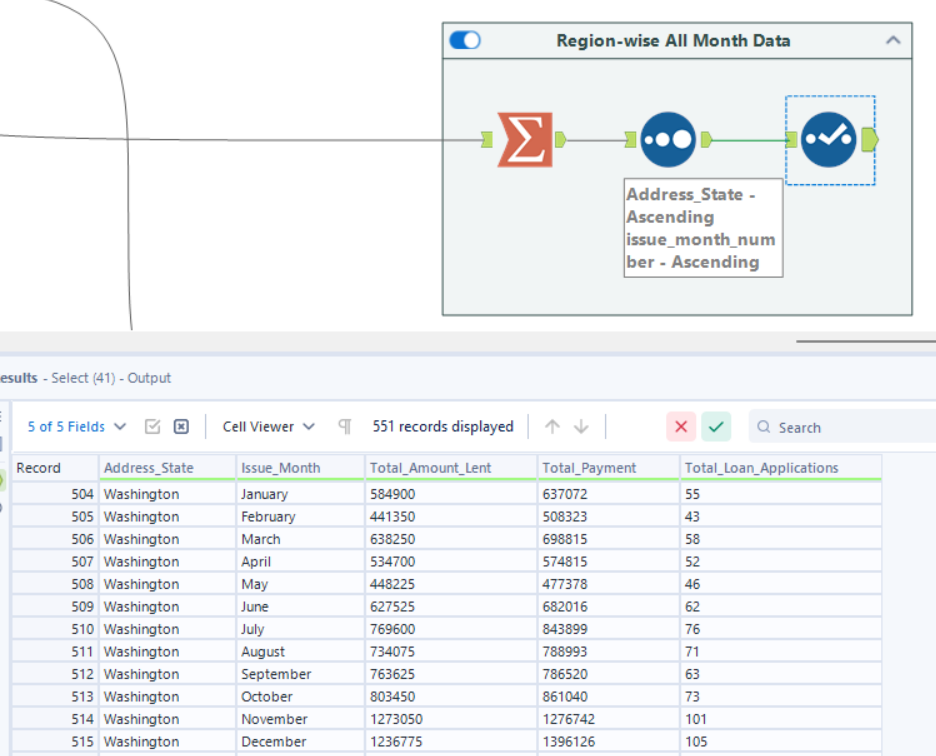 Region-wise All Month Data
Address_State -
Ascending
issue_month_num
ber - Ascending
esults - Select (41) - Output
5 of 5 Fields Cell Viewer 551 records displayed Search
Record Address_State Issue_Month Total_Amount_Lent Total_Payment Total_Loan_Applications
504 Washington January 584900 637072 55
505 Washington February 441350 508323 43
506 Washington March 638250 698815 58
507 Washington April 534700 574815 52
508 Washington May 448225 477378 46
509 Washington June 627525 682016 62
510 Washington July 769600 843899 76
511 Washington August 734075 788993 71
512 Washington September 763625 786520 63
513 Washington October 803450 861040 73
514 Washington November 1273050 1276742 101
515 Washington December 1236775 1396126 105